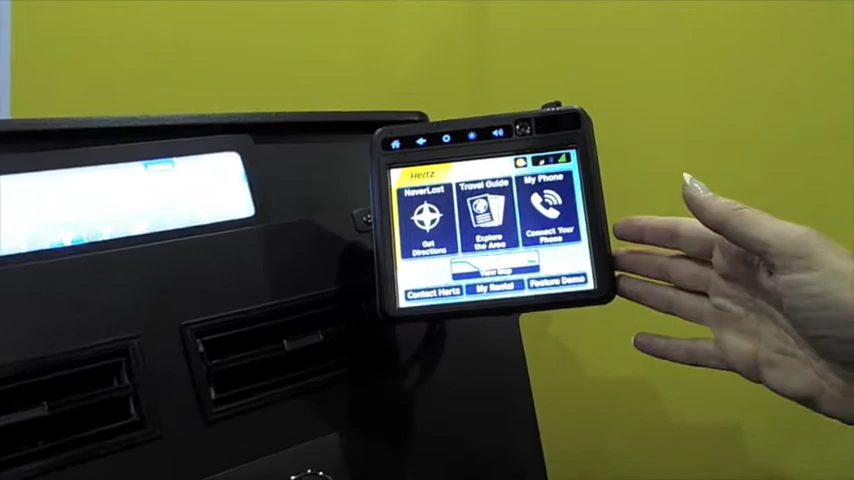 Hertz.
NeverLost
Travel Guide
My Phone
Get
Directions
Explore
the Area
Connect Your
Phone
View Map
Contact Hertz
My Rental
Feature Demo